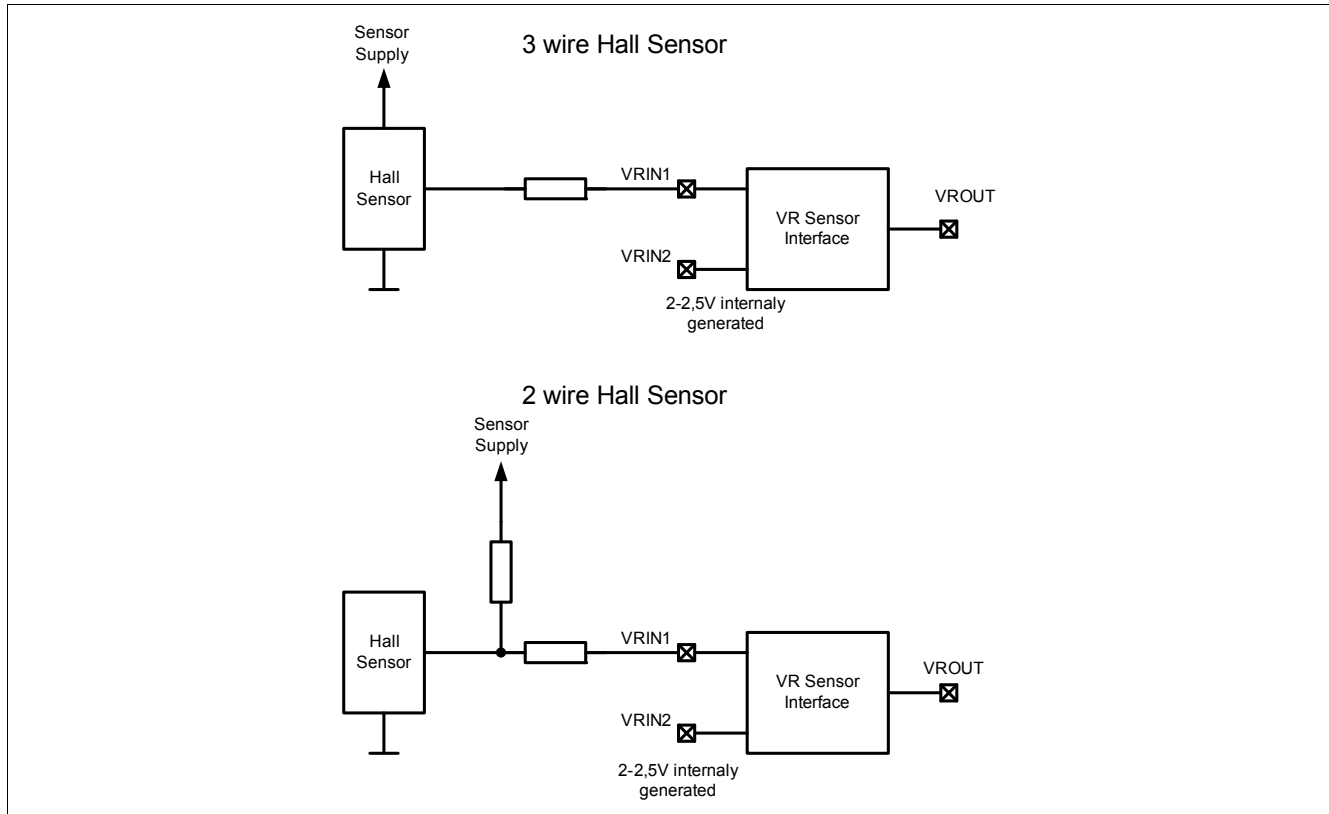 3 wire Hall Sensor
Sensor
Supply
Hall
Sensor
VRIN1
VRIN2
2-2,5V internaly
generated
VR Sensor
Interface
VROUT
2 wire Hall Sensor
Sensor
Supply
Hall
Sensor
VRIN1
VRIN2
2-2,5V internaly
generated
VR Sensor
Interface
VROUT